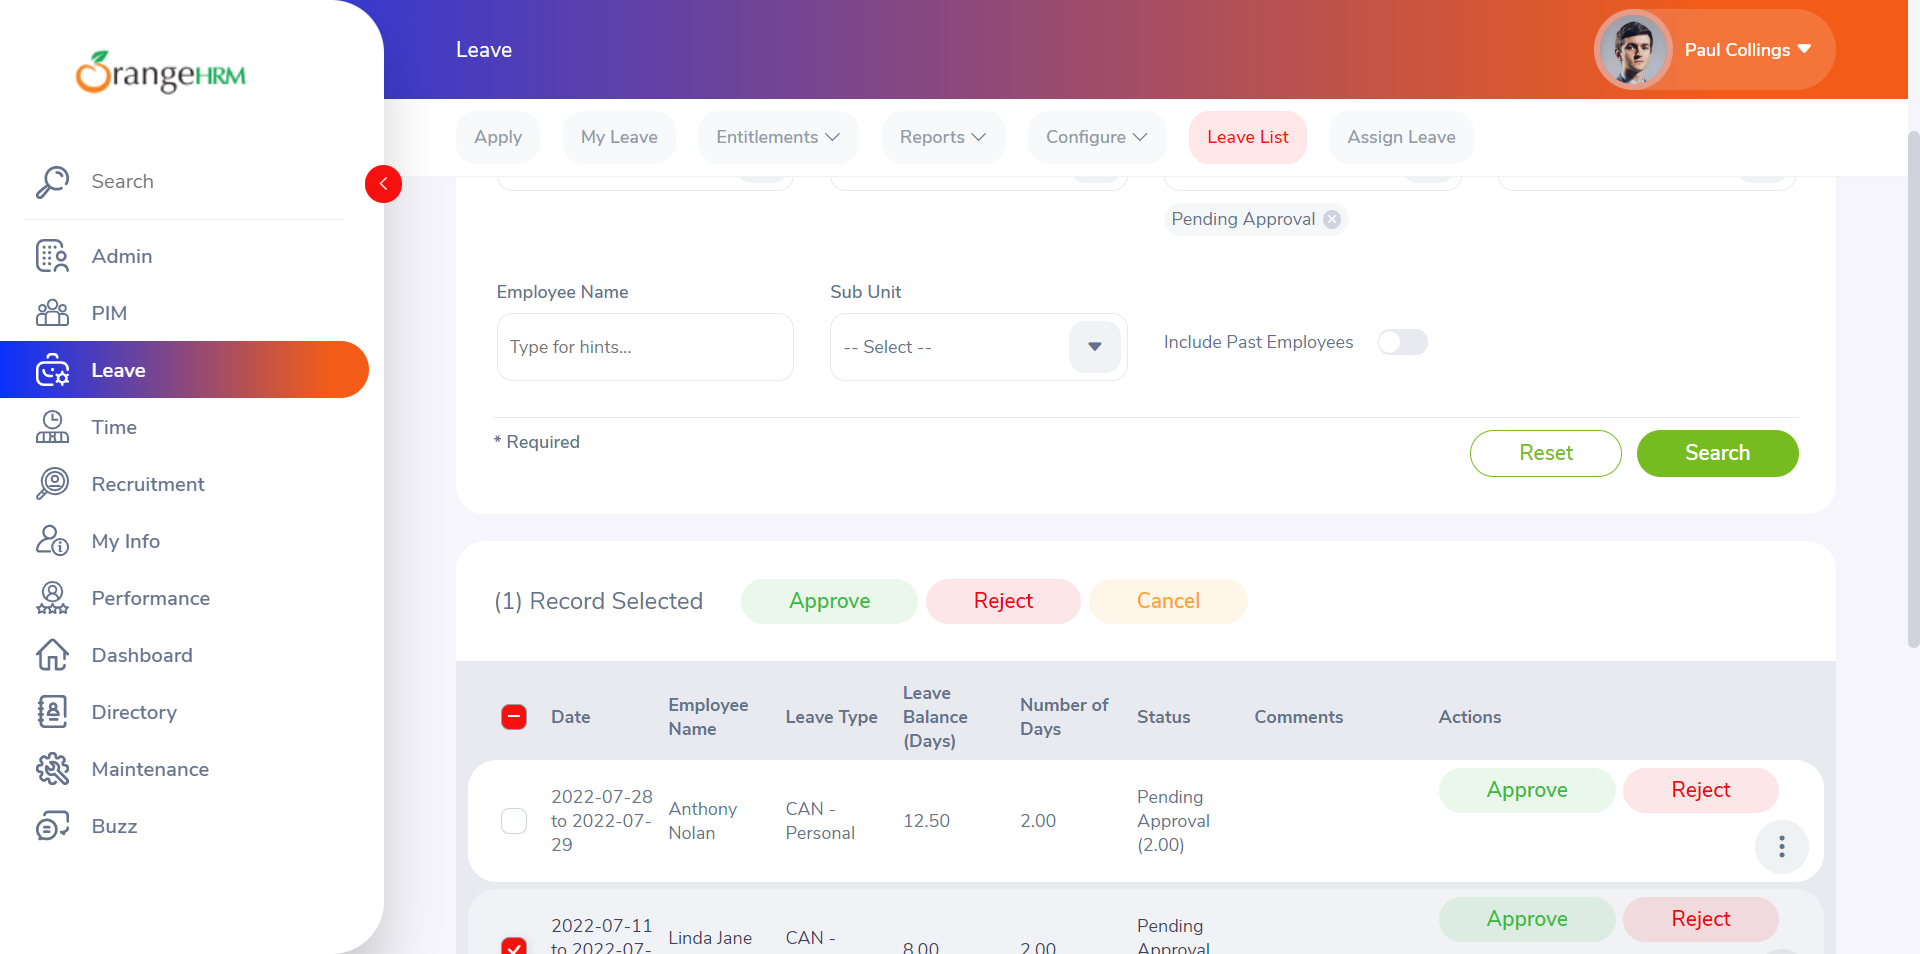 OrangeHRM
Leave
Paul Collings
Apply
My Leave
Entitlements
Reports
Configure
Leave List
Assign Leave
Search
Admin
PIM
Leave
Time
Recruitment
My Info
Performance
Dashboard
Directory
Maintenance
Buzz
Pending Approval
Employee Name
Sub Unit
Type for hints...
-- Select --
Include Past Employees
* Required
Reset
Search
(1) Record Selected
Approve
Reject
Cancel
Date
Employee
Name
Leave Type
Leave
Balance
(Days)
Number of
Days
Status
Comments
Actions
2022-07-28
to 2022-07-
29
Anthony
Nolan
CAN -
Personal
12.50
2.00
Pending
Approval
(2.00)
Approve
Reject
2022-07-11
to 2022-07-
Linda Jane
CAN -
8.00
2.00
Pending
Approval
Approve
Reject